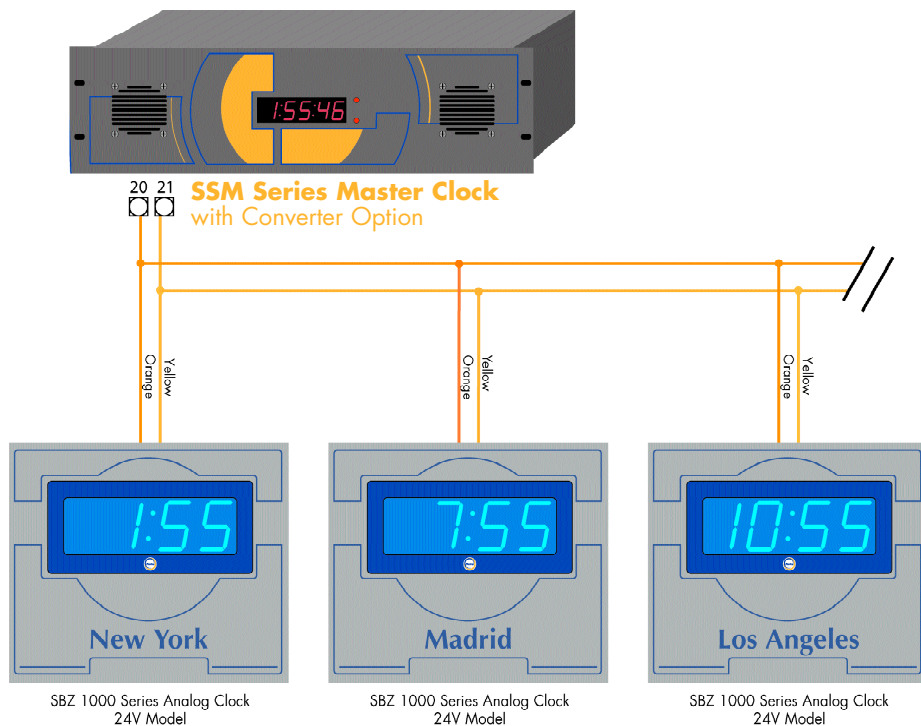 1:55:46
20 21
SSM Series Master Clock
with Converter Option
Orange
Yellow
Orange
Yellow
Orange
Yellow
1:55
7:55
10:55
New York
Madrid
Los Angeles
SBZ 1000 Series Analog Clock
24V Model
SBZ 1000 Series Analog Clock
24V Model
SBZ 1000 Series Analog Clock
24V Model